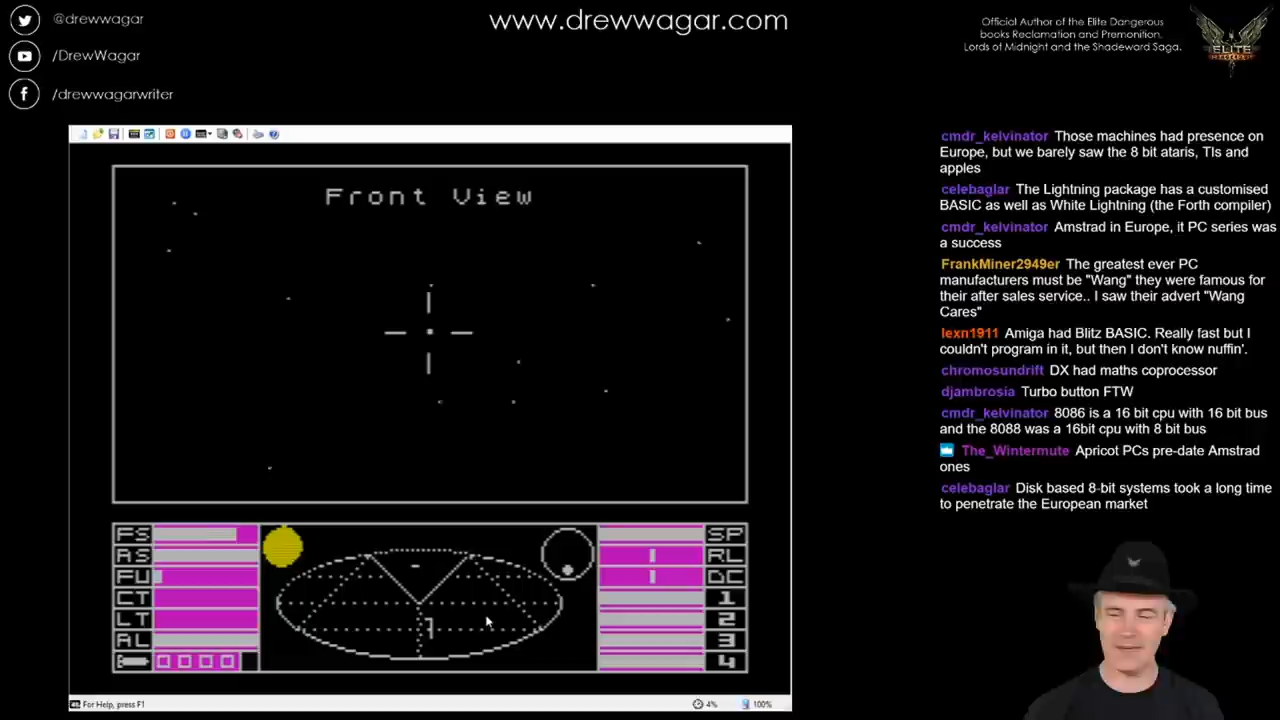 @drewwagar
/DrewWagar
/drewwagarwriter
www.drewwagar.com
Official Author of the Elite Dangerous
books Reclamation and Premonition.
Lords of Midnight and the Shadeward Saga.
ELITE
DANGEROUS
Front View
FS
AS
FU
CT
LT
AL
SP
RL
DC
1
2
3
4
For Help, press F1
4%
100%
cmdr_kelvinator Those machines had presence on
Europe, but we barely saw the 8 bit ataris, TIs and
apples
celebaglar The Lightning package has a customised
BASIC as well as White Lightning (the Forth compiler)
cmdr_kelvinator Amstrad in Europe, it PC series was
a success
FrankMiner2949er The greatest ever PC
manufacturers must be "Wang" they were famous for
their after sales service.. I saw their advert "Wang
Cares"
lexn1911 Amiga had Blitz BASIC. Really fast but I
couldn't program in it, but then I don't know nuffin'.
chromosundrift DX had maths coprocessor
djambrosia Turbo button FTW
cmdr_kelvinator 8086 is a 16 bit cpu with 16 bit bus
and the 8088 was a 16bit cpu with 8 bit bus
The_Wintermute Apricot PCs pre-date Amstrad
ones
celebaglar Disk based 8-bit systems took a long time
to penetrate the European market